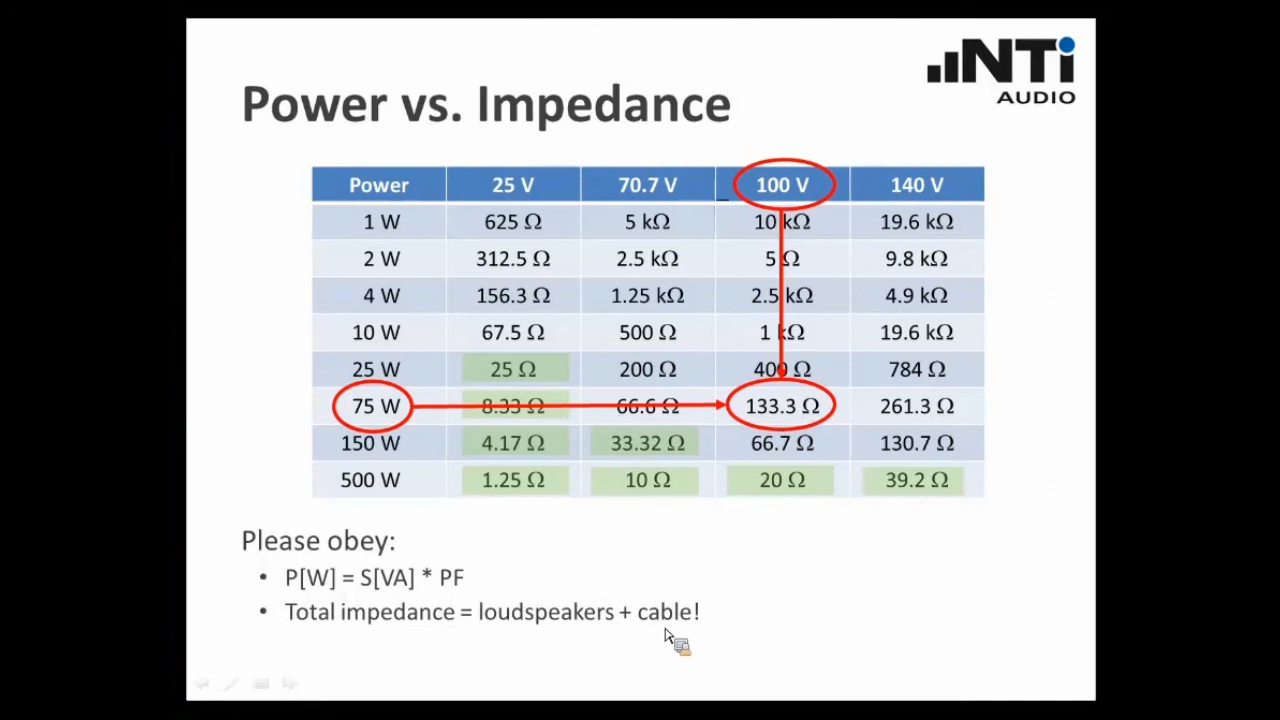 NTi
AUDIO
Power vs. Impedance
Power 25 V 70.7 V 100 V 140 V
1 W 625 Ω 5 kΩ 10 kΩ 19.6 kΩ
2 W 312.5 Ω 2.5 kΩ 5 Ω 9.8 kΩ
4 W 156.3 Ω 1.25 kΩ 2.5 kΩ 4.9 kΩ
10 W 67.5 Ω 500 Ω 1 kΩ 19.6 kΩ
25 W 25 Ω 200 Ω 400 Ω 784 Ω
75 W 8.33 Ω 66.6 Ω 133.3 Ω 261.3 Ω
150 W 4.17 Ω 33.32 Ω 66.7 Ω 130.7 Ω
500 W 1.25 Ω 10 Ω 20 Ω 39.2 Ω
Please obey:
• P[W] = S[VA] * PF
• Total impedance = loudspeakers + cable!